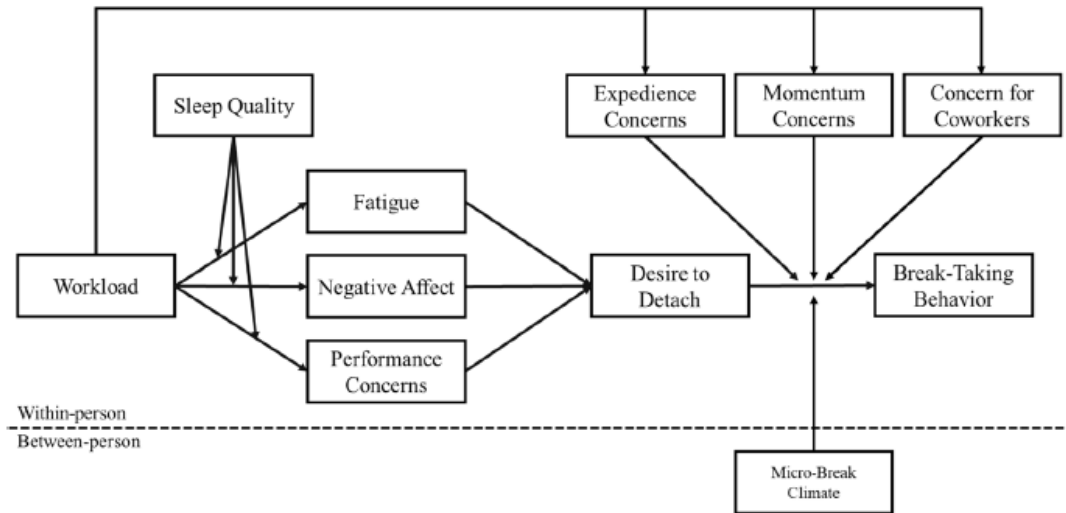 Expedience
Concerns
Momentum
Concerns
Concern for
Coworkers
Sleep Quality
Fatigue
Workload
Negative Affect
Desire to
Detach
Break-Taking
Behavior
Performance
Concerns
Within-person
Between-person
Micro-Break
Climate